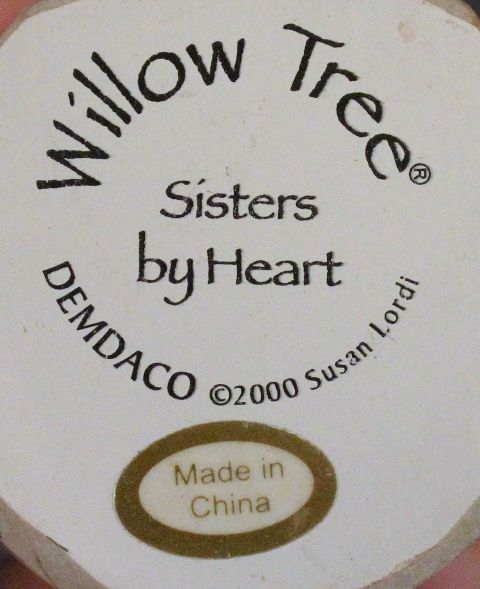 Willow Tree®
Sisters
by Heart
DEMDACO ©2000 Susan Lordi
Made in
China